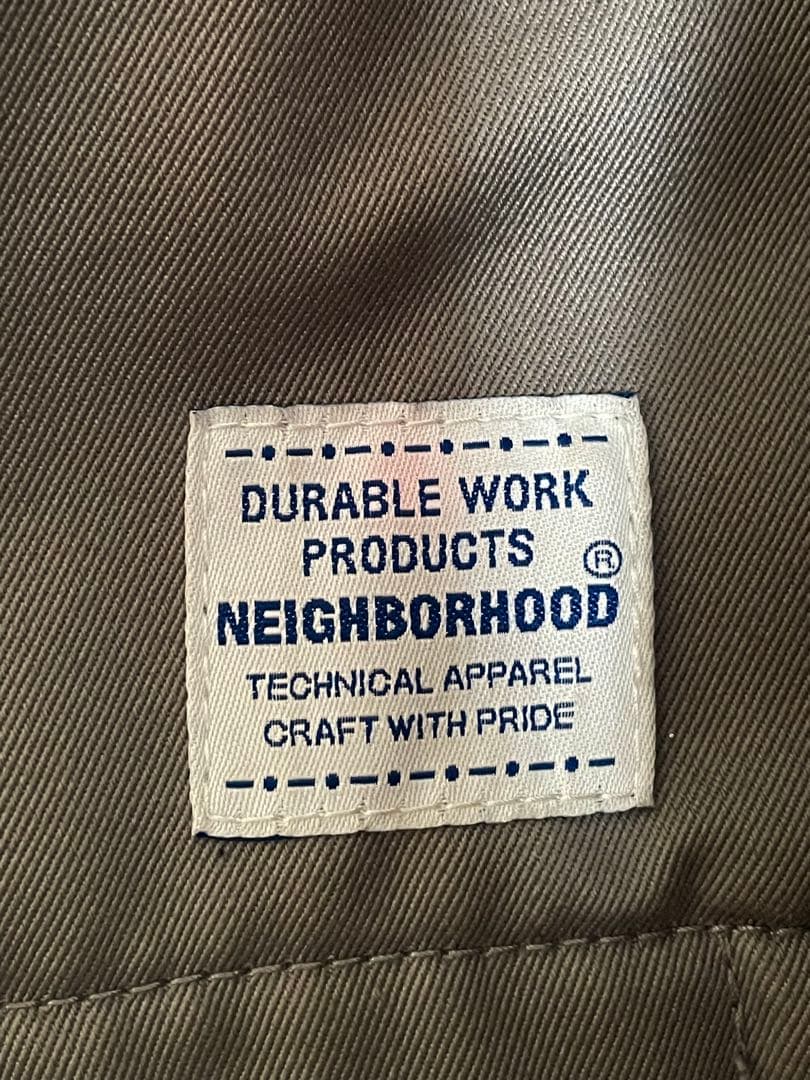 DURABLE WORK
PRODUCTS
NEIGHBORHOOD®
TECHNICAL APPAREL
CRAFT WITH PRIDE